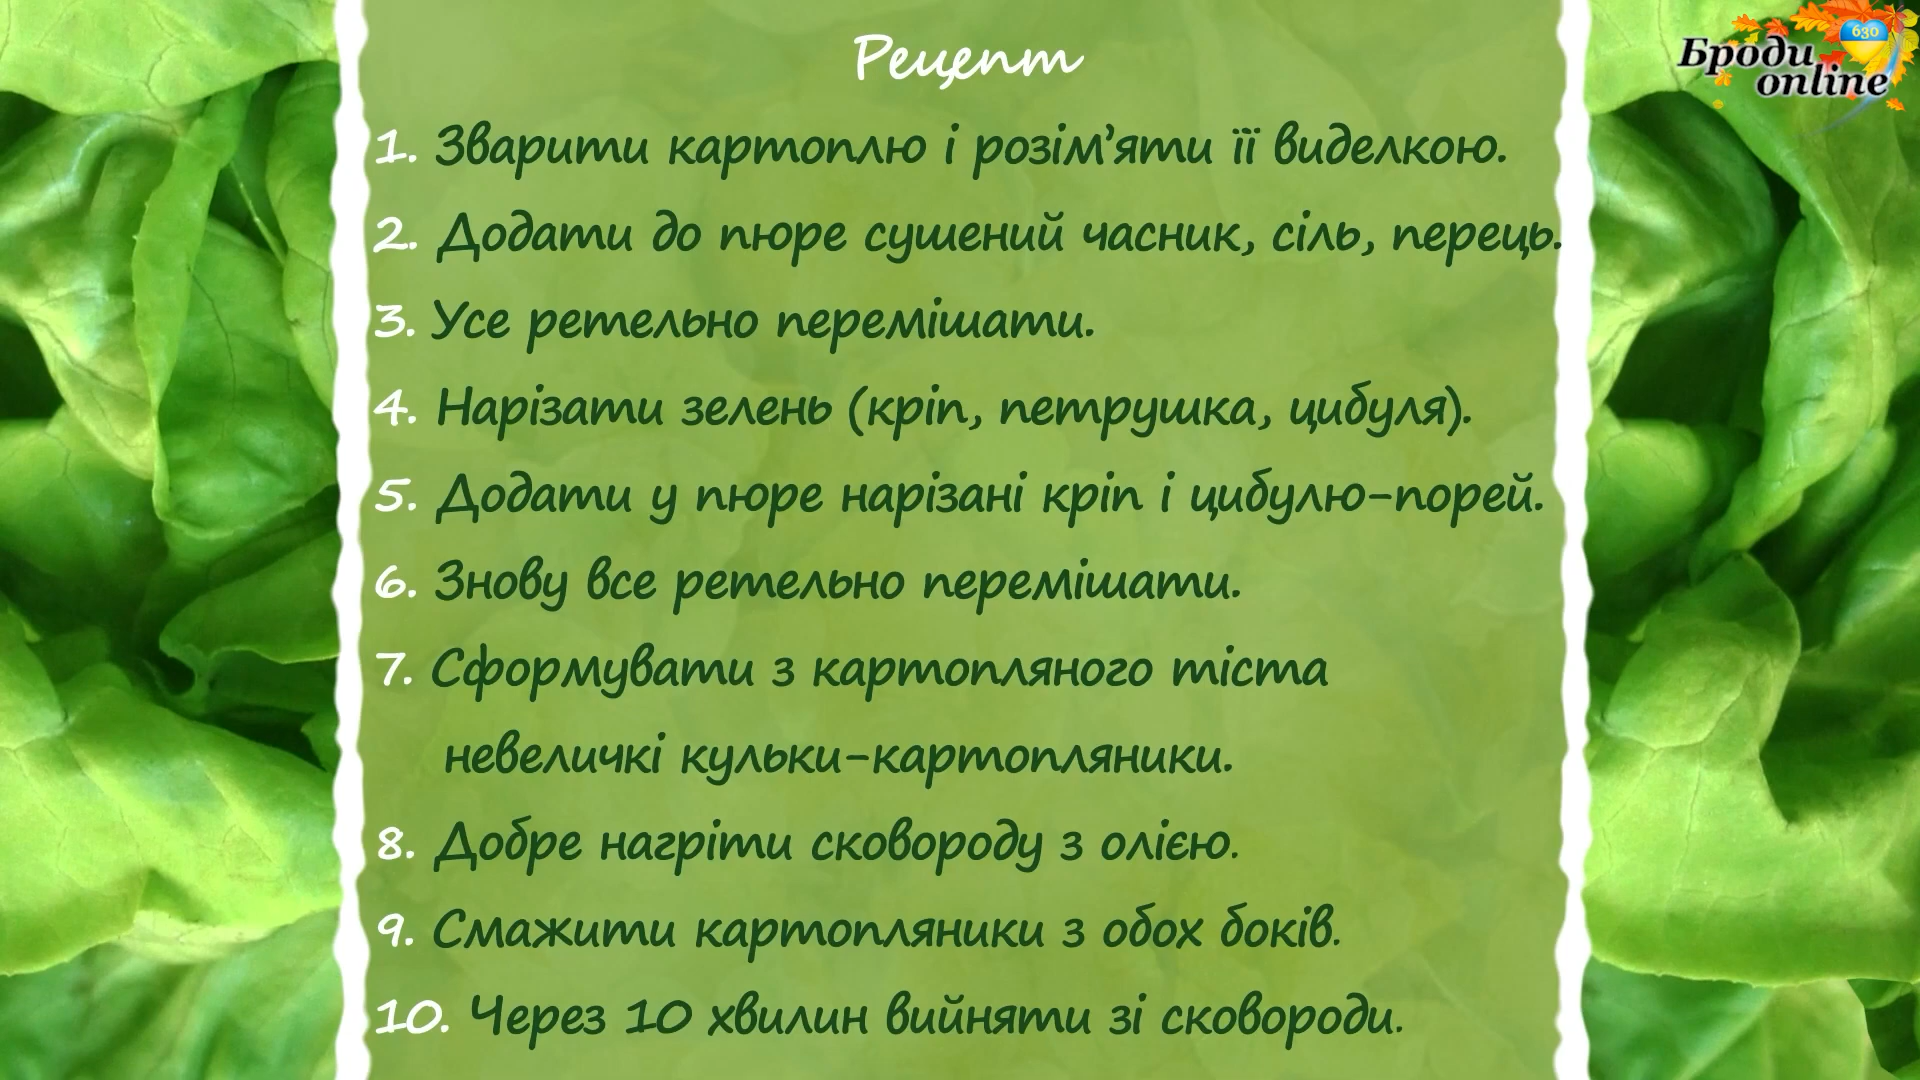 Рецепт
630
Броди
online
1. Зварити картоплю і розім’яти її виделкою.
2. Додати до пюре сушений часник, сіль, перець.
3. Усе ретельно перемішати.
4. Нарізати зелень (кріп, петрушка, цибуля).
5. Додати у пюре нарізані кріп і цибулю-порей.
6. Знову все ретельно перемішати.
7. Сформувати з картопляного тіста
невеличкі кульки-картопляники.
8. Добре нагріти сковороду з олією.
9. Смажити картопляники з обох боків.
10. Через 10 хвилин вийняти зі сковороди.